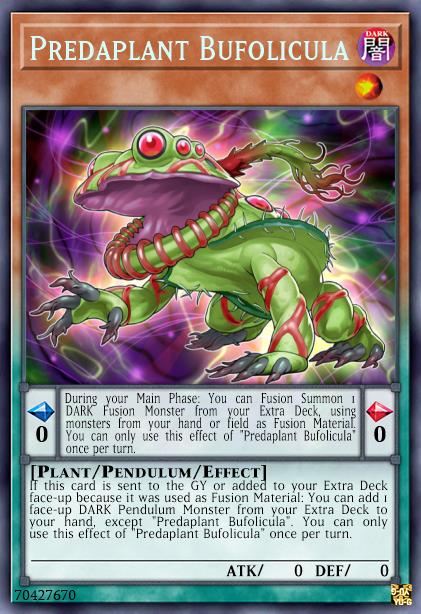 PREDAPLANT BUFOLICULA
DARK
闇
During your Main Phase: You can Fusion Summon 1
DARK Fusion Monster from your Extra Deck, using
monsters from your hand or field as Fusion Material.
You can only use this effect of "Predaplant Bufolicula"
once per turn.
0
0
[PLANT/PENDULUM/EFFECT]
If this card is sent to the GY or added to your Extra Deck
face-up because it was used as Fusion Material: You can add 1
face-up DARK Pendulum Monster from your Extra Deck to
your hand, except "Predaplant Bufolicula". You can only
use this effect of "Predaplant Bufolicula" once per turn.
ATK/ 0 DEF/ 0
70427670